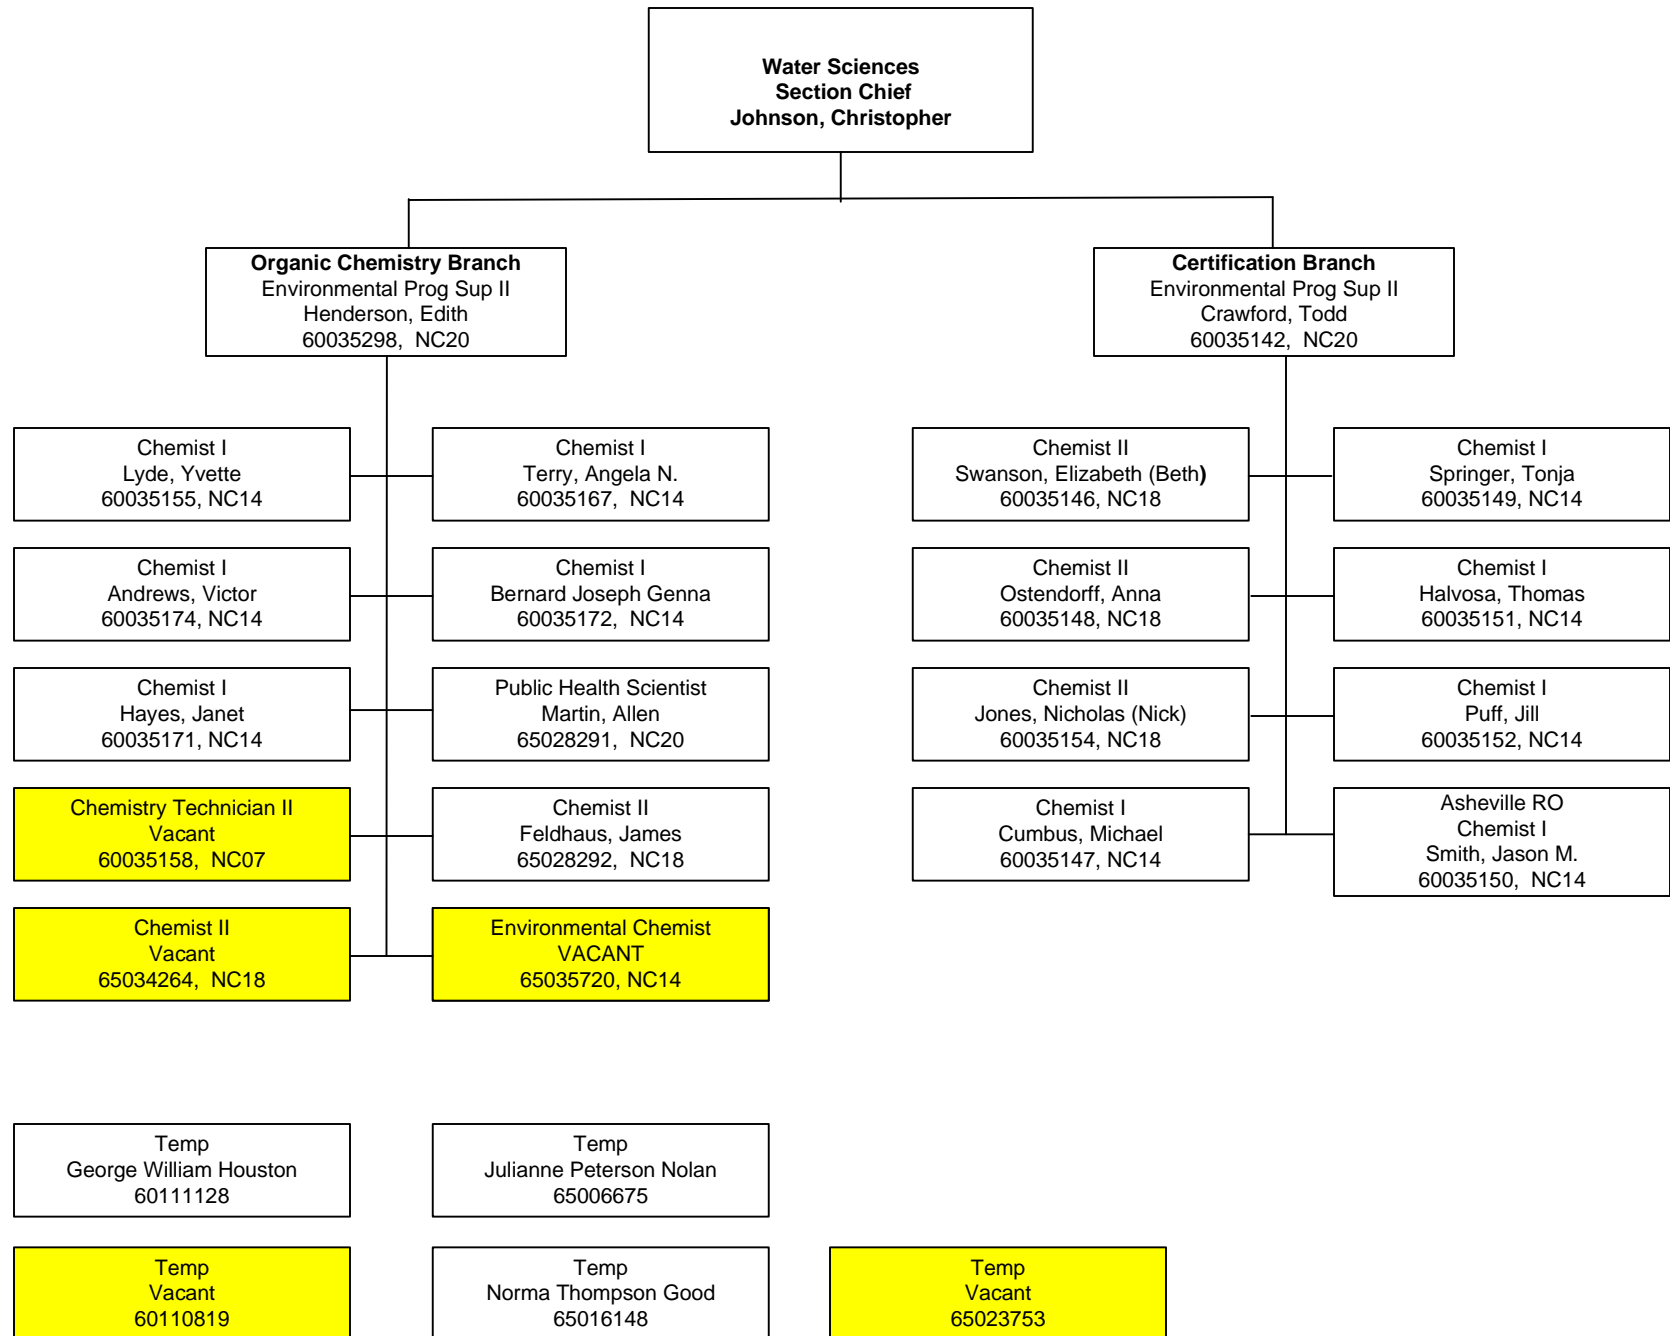 Water Sciences
Section Chief
Johnson, Christopher
Organic Chemistry Branch
Environmental Prog Sup II
Henderson, Edith
60035298, NC20
Certification Branch
Environmental Prog Sup II
Crawford, Todd
60035142, NC20
Chemist I
Lyde, Yvette
60035155, NC14
Chemist I
Terry, Angela N.
60035167, NC14
Chemist II
Swanson, Elizabeth (Beth)
60035146, NC18
Chemist I
Springer, Tonja
60035149, NC14
Chemist I
Andrews, Victor
60035174, NC14
Chemist I
Bernard Joseph Genna
60035172, NC14
Chemist II
Ostendorff, Anna
60035148, NC18
Chemist I
Halvosa, Thomas
60035151, NC14
Chemist I
Hayes, Janet
60035171, NC14
Public Health Scientist
Martin, Allen
65028291, NC20
Chemist II
Jones, Nicholas (Nick)
60035154, NC18
Chemist I
Puff, Jill
60035152, NC14
Chemistry Technician II
Vacant
60035158, NC07
Chemist II
Feldhaus, James
65028292, NC18
Chemist I
Cumbus, Michael
60035147, NC14
Asheville RO
Chemist I
Smith, Jason M.
60035150, NC14
Chemist II
Vacant
65034264, NC18
Environmental Chemist
VACANT
65035720, NC14
Temp
George William Houston
60111128
Temp
Julianne Peterson Nolan
65006675
Temp
Vacant
60110819
Temp
Norma Thompson Good
65016148
Temp
Vacant
65023753